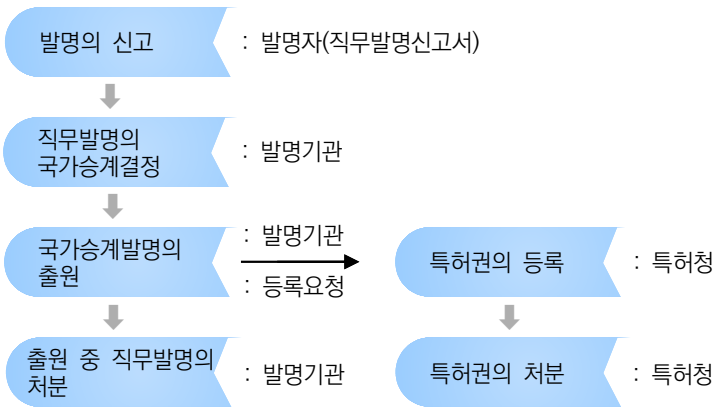 발명의 신고 : 발명자(직무발명신고서)
직무발명의
국가승계결정
: 발명기관
국가승계발명의
출원
: 발명기관
: 등록요청
특허권의 등록 : 특허청
출원 중 직무발명의
처분
: 발명기관
특허권의 처분 : 특허청